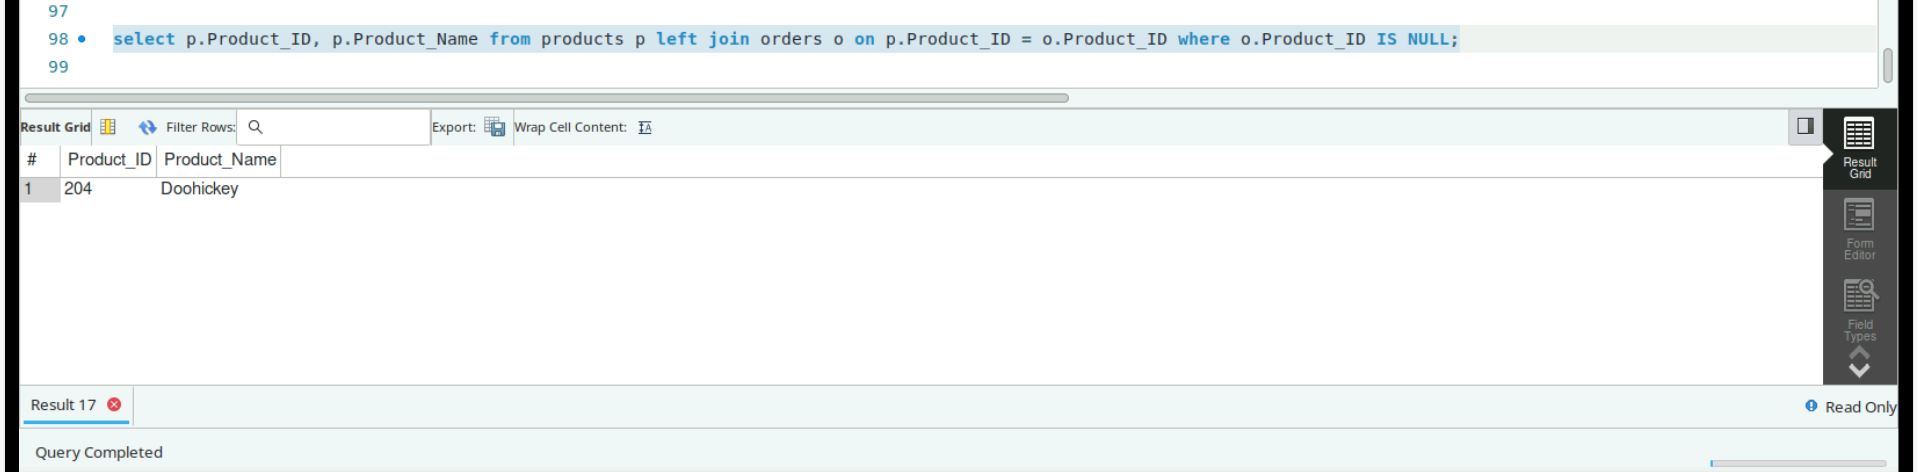 97
98 select p.Product_ID, p.Product_Name from products p left join orders o on p.Product_ID = o.Product_ID where o.Product_ID IS NULL;
99
Result Grid Filter Rows: Export: Wrap Cell Content:
# Product_ID Product_Name
1 204 Doohickey
Result
Grid
Form
Editor
Field
Types
Result 17
Read Only
Query Completed